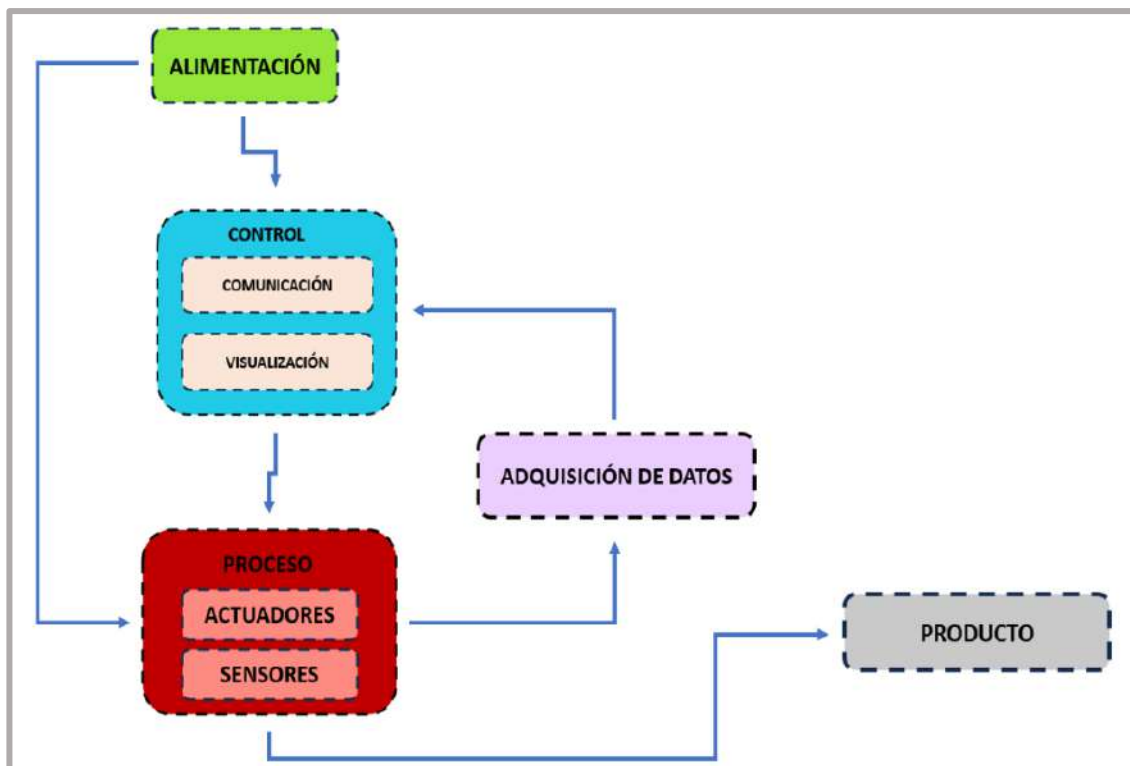 ALIMENTACIÓN
CONTROL
COMUNICACIÓN
VISUALIZACIÓN
ADQUISICIÓN DE DATOS
PROCESO
ACTUADORES
SENSORES
PRODUCTO